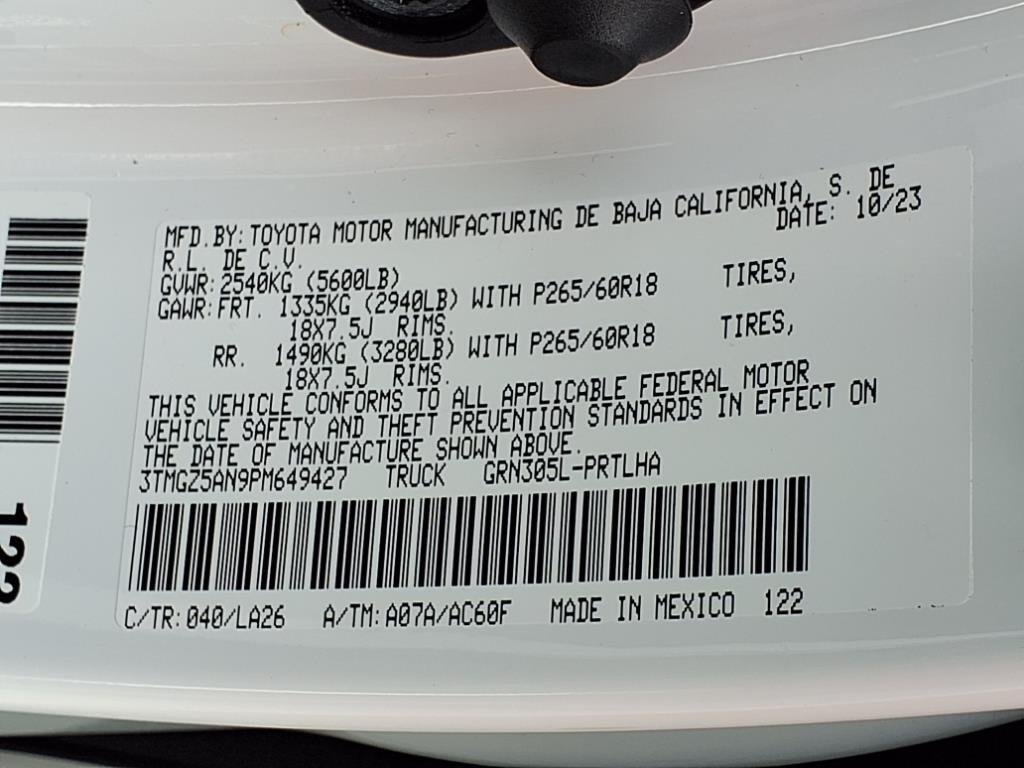 MFD.BY: TOYOTA MOTOR MANUFACTURING DE BAJA CALIFORNIA, S. DE
R.L. DE C.V. DATE: 10/23
GVWR: 2540KG (5600LB)
GAWR: FRT. 1335KG (2940LB) WITH P265/60R18 TIRES,
18X7.5J RIMS.
RR. 1490KG (3280LB) WITH P265/60R18 TIRES,
18X7.5J RIMS.
THIS VEHICLE CONFORMS TO ALL APPLICABLE FEDERAL MOTOR
VEHICLE SAFETY AND THEFT PREVENTION STANDARDS IN EFFECT ON
THE DATE OF MANUFACTURE SHOWN ABOVE.
3TMGZ5AN9PM649427 TRUCK GRN305L-PRTLHA
C/TR: 040/LA26 A/TM: A07A/AC60F MADE IN MEXICO 122
122